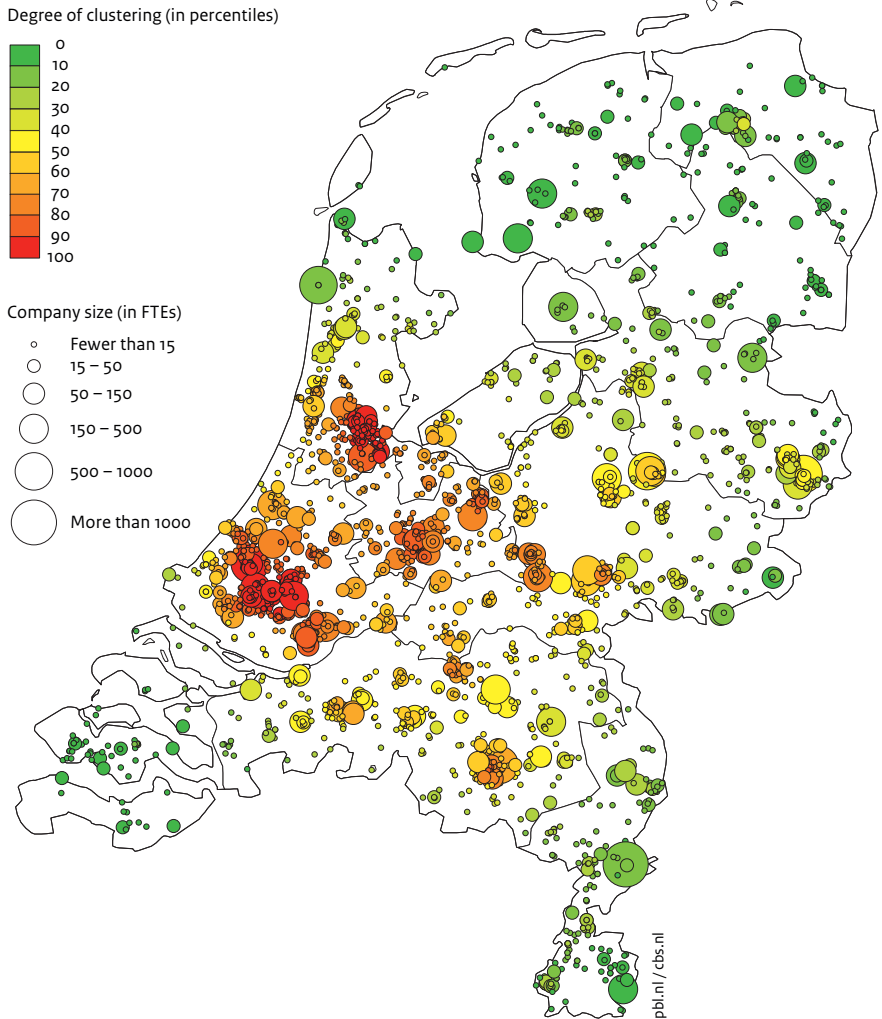 Degree of clustering (in percentiles)
0
10
20
30
40
50
60
70
80
90
100
Company size (in FTEs)
Fewer than 15
15 – 50
50 – 150
150 – 500
500 – 1000
More than 1000
pbl.nl / cbs.nl